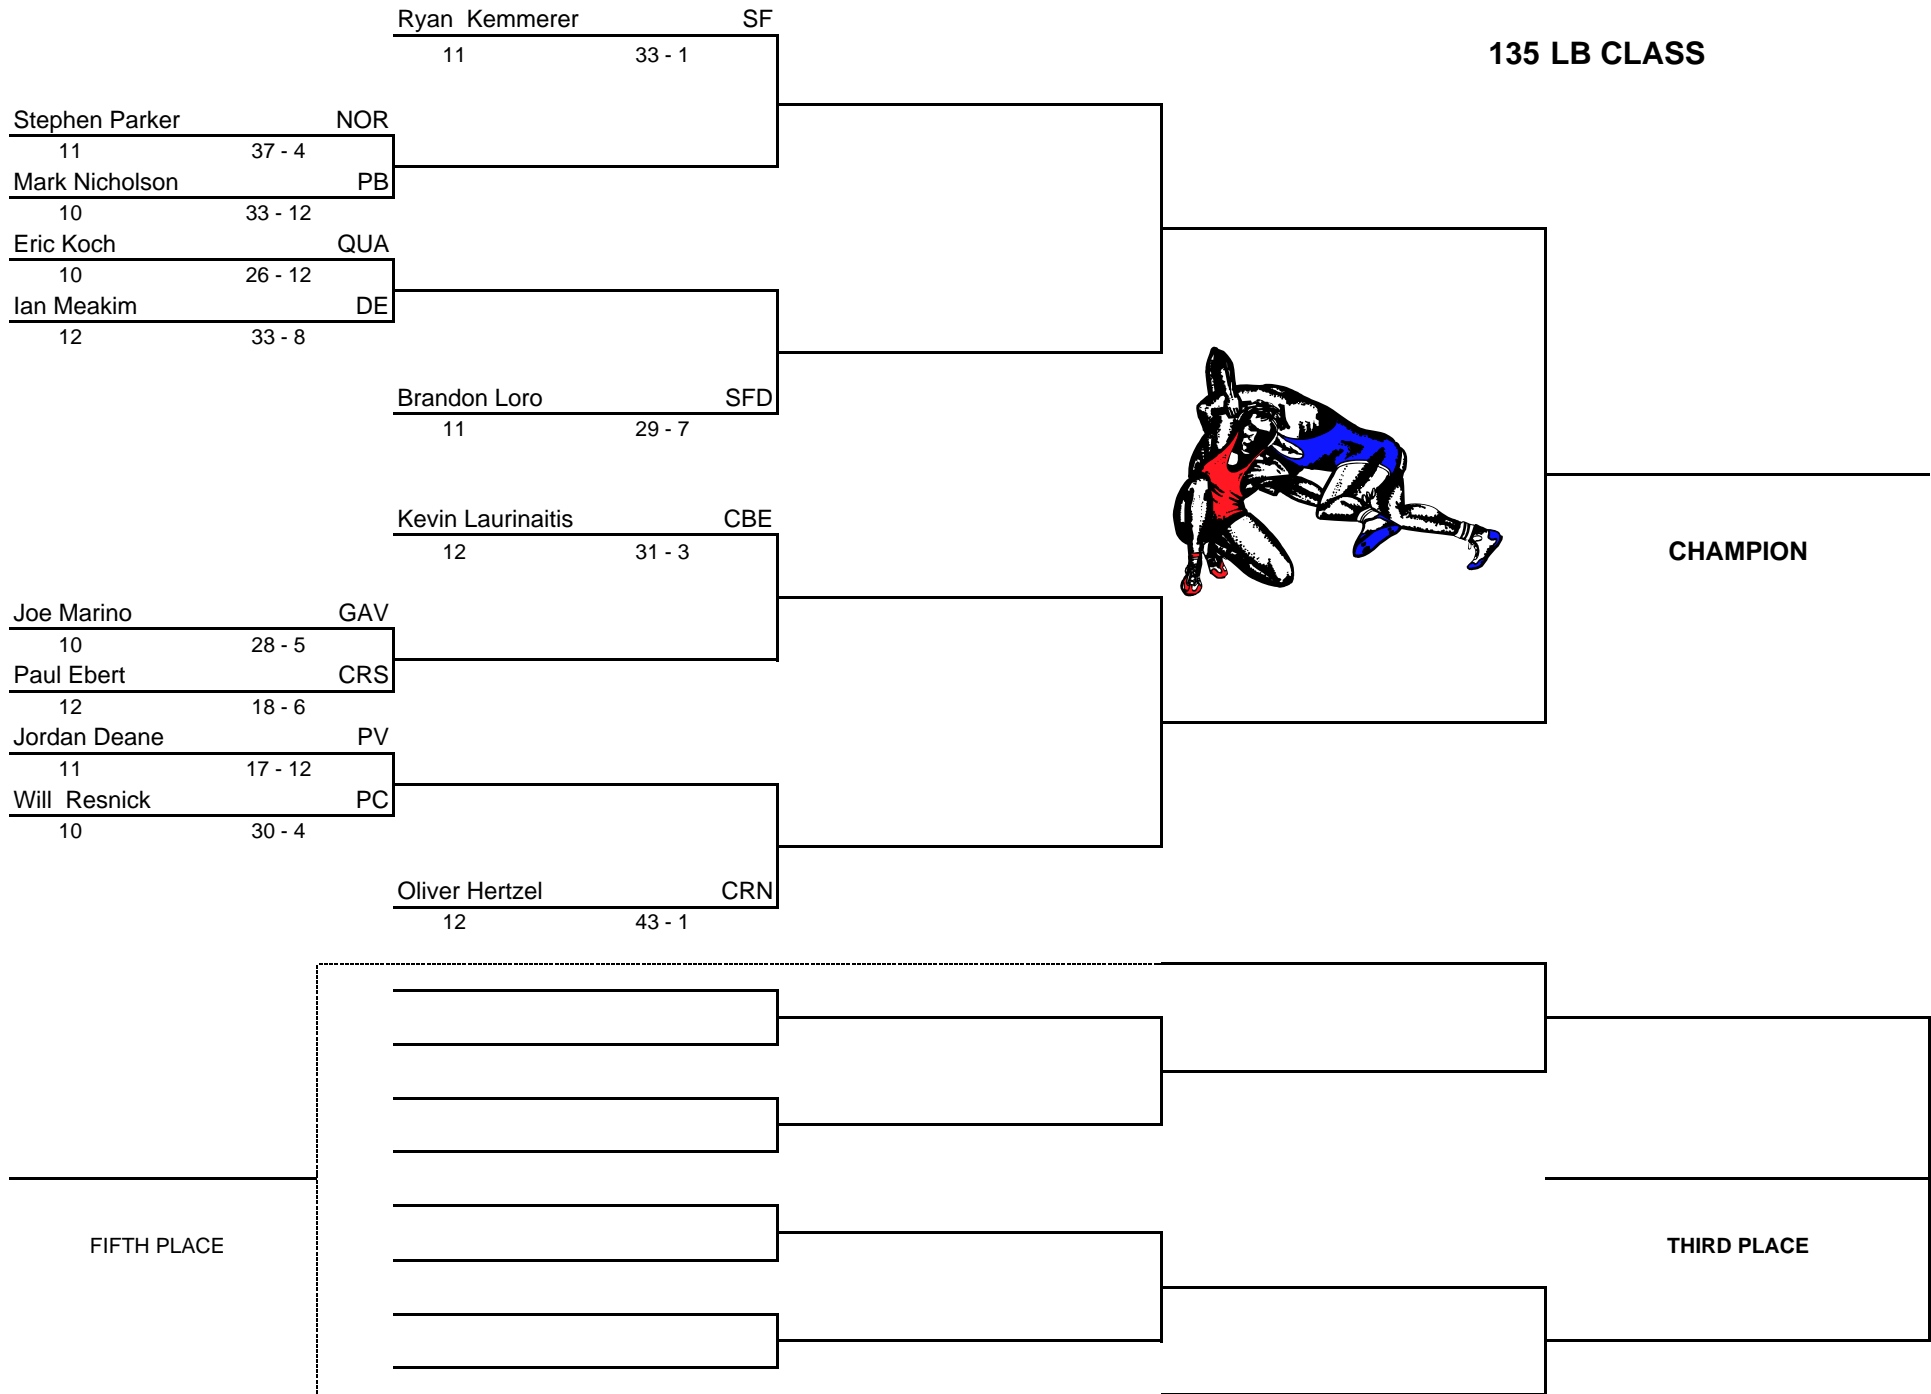 Ryan  Kemmerer SF
11 33 - 1
135 LB CLASS
Stephen Parker NOR
11 37 - 4
Mark Nicholson PB
10 33 - 12
Eric Koch QUA
10 26 - 12
Ian Meakim DE
12 33 - 8
Brandon Loro SFD
11 29 - 7
Kevin Laurinaitis CBE
12 31 - 3
CHAMPION
Joe Marino GAV
10 28 - 5
Paul Ebert CRS
12 18 - 6
Jordan Deane PV
11 17 - 12
Will  Resnick PC
10 30 - 4
Oliver Hertzel CRN
12 43 - 1
FIFTH PLACE
THIRD PLACE